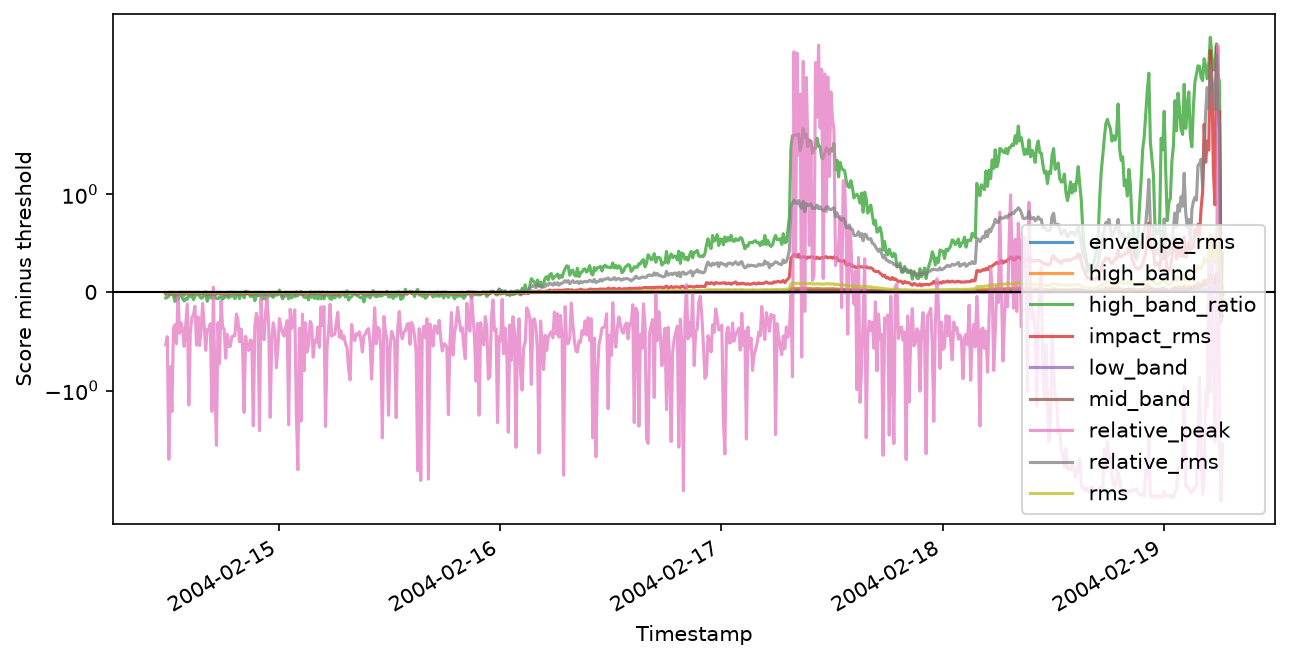 Score minus threshold
10⁰
0
−10⁰
2004-02-15
2004-02-16
2004-02-17
2004-02-18
2004-02-19
Timestamp
envelope_rms
high_band
high_band_ratio
impact_rms
low_band
mid_band
relative_peak
relative_rms
rms